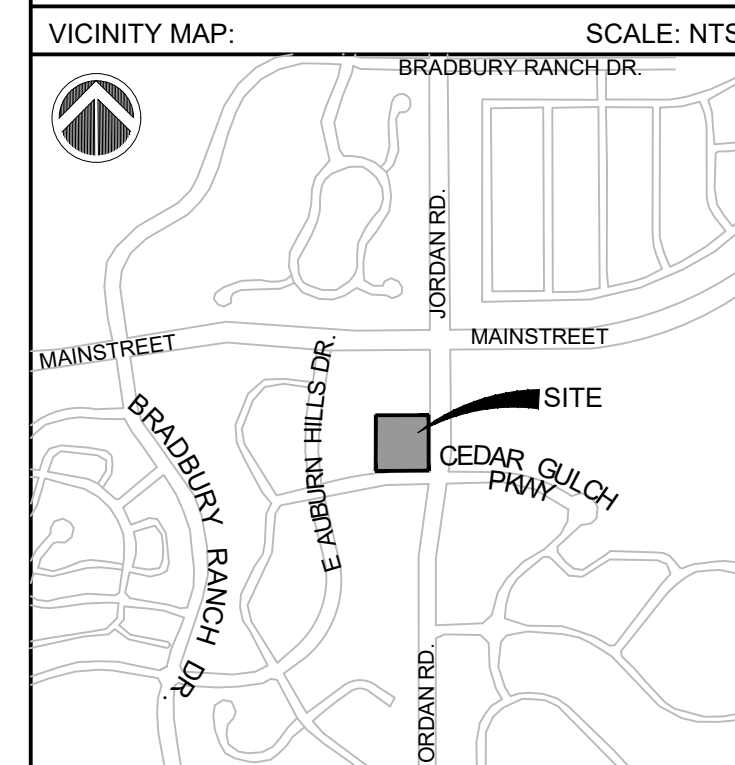 VICINITY MAP: SCALE: NTS
BRADBURY RANCH DR.
JORDAN RD.
MAINSTREET
MAINSTREET
E AUBURN HILLS DR.
SITE
BRADBURY RANCH DR.
CEDAR GULCH
PKWY
ORDAN RD.